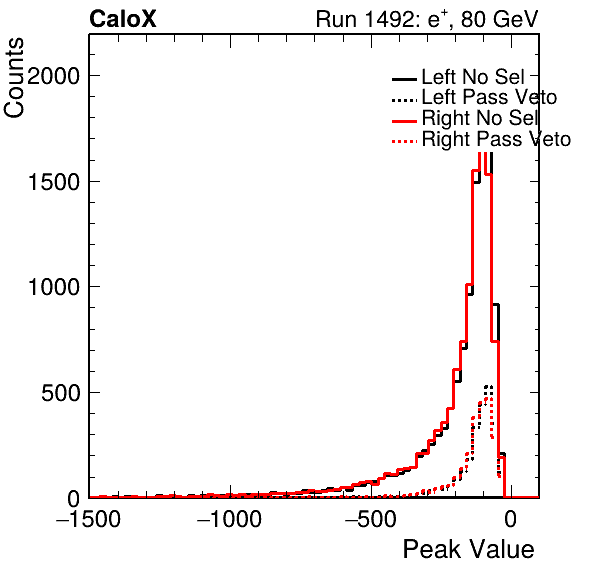 CaloX Run 1492: e+, 80 GeV
Counts
2000
1500
1000
500
0
Left No Sel
Left Pass Veto
Right No Sel
Right Pass Veto
−1500 −1000 −500 0
Peak Value